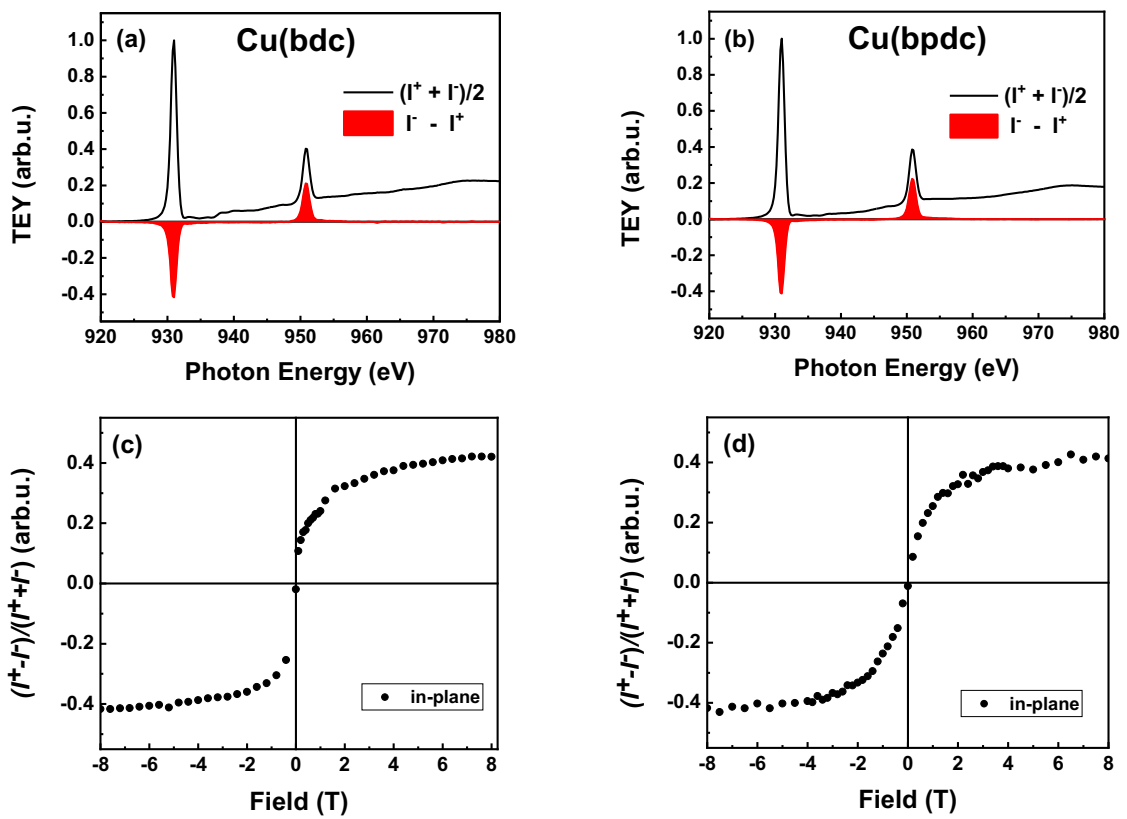 (a)
Cu(bdc)
(I⁺ + I⁻)/2
I⁻ - I⁺
1.0
0.8
0.6
0.4
0.2
0.0
-0.2
-0.4
TEY (arb.u.)
920 930 940 950 960 970 980
Photon Energy (eV)
(b)
Cu(bpdc)
(I⁺ + I⁻)/2
I⁻ - I⁺
1.0
0.8
0.6
0.4
0.2
0.0
-0.2
-0.4
TEY (arb.u.)
920 930 940 950 960 970 980
Photon Energy (eV)
(c)
0.4
0.2
0.0
-0.2
-0.4
(I⁺-I⁻)/(I⁺+I⁻) (arb.u.)
in-plane
-8 -6 -4 -2 0 2 4 6 8
Field (T)
(d)
0.4
0.2
0.0
-0.2
-0.4
(I⁺-I⁻)/(I⁺+I⁻) (arb.u.)
in-plane
-8 -6 -4 -2 0 2 4 6 8
Field (T)